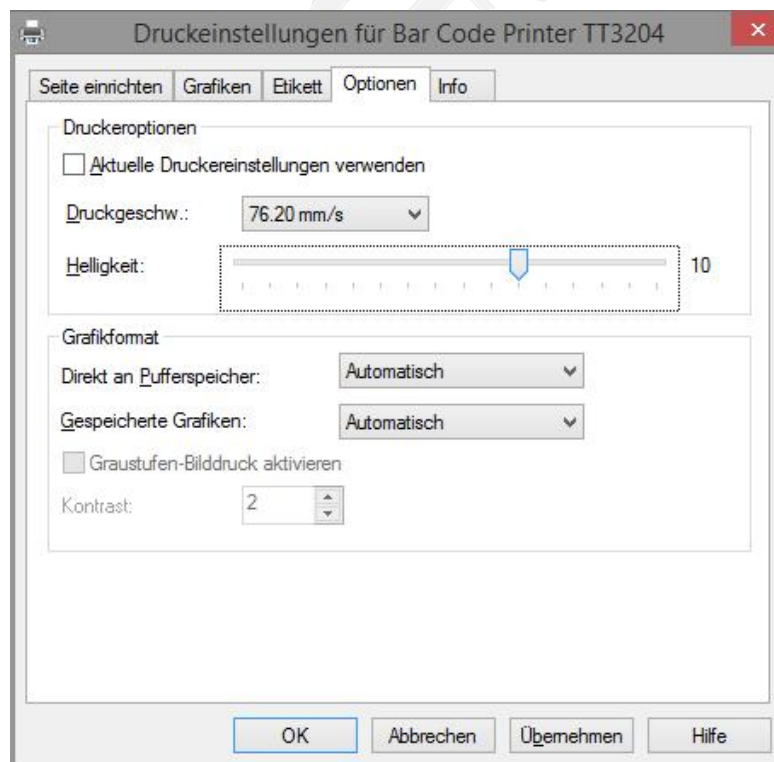 Druckeinstellungen für Bar Code Printer TT3204
Seite einrichten Grafiken Etikett Optionen Info
Druckeroptionen
Aktuelle Druckereinstellungen verwenden
Druckgeschw.: 76.20 mm/s
Helligkeit: 10
Grafikformat
Direkt an Pufferspeicher: Automatisch
Gespeicherte Grafiken: Automatisch
Graustufen-Bilddruck aktivieren
Kontrast: 2
OK Abbrechen Übernehmen Hilfe